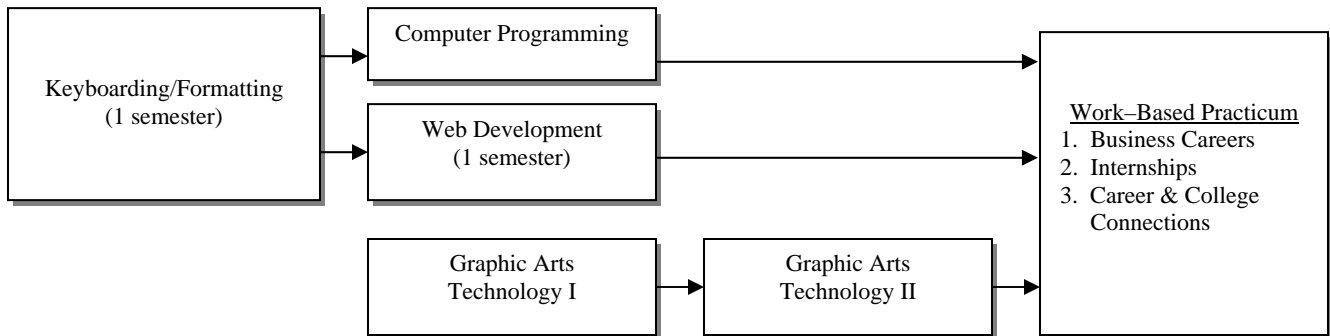 Keyboarding/Formatting
(1 semester)
Computer Programming
Web Development
(1 semester)
Graphic Arts
Technology I
Graphic Arts
Technology II
Work–Based Practicum
1. Business Careers
2. Internships
3. Career & College
Connections